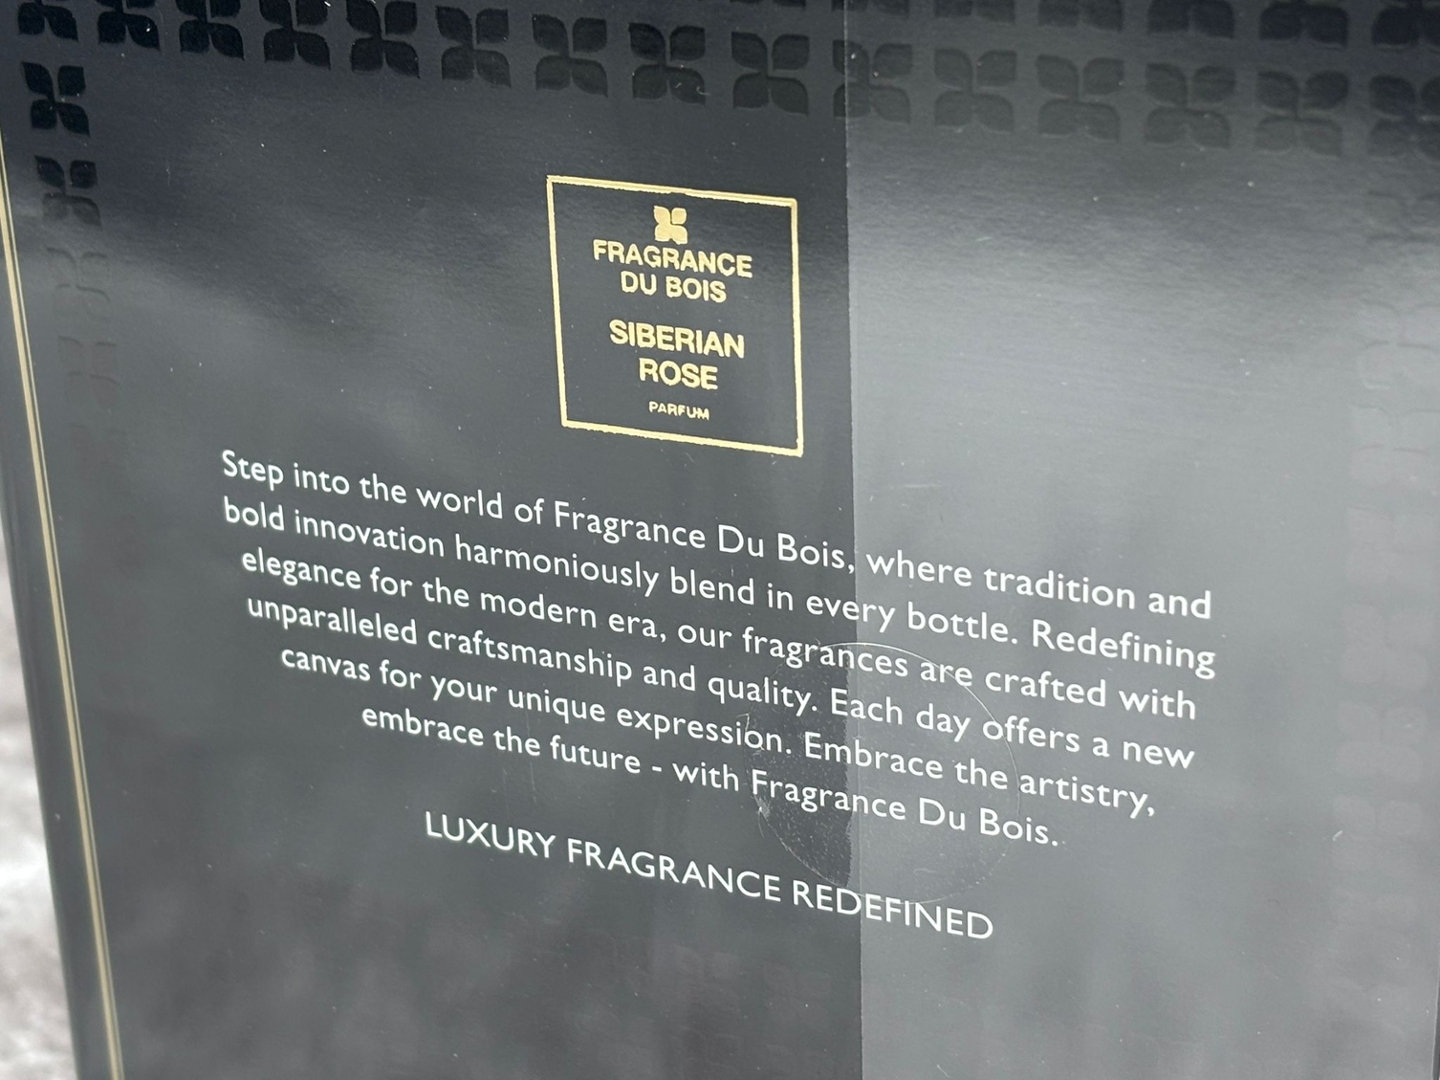 FRAGRANCE
DU BOIS
SIBERIAN
ROSE
PARFUM
Step into the world of Fragrance Du Bois, where tradition and
bold innovation harmoniously blend in every bottle. Redefining
elegance for the modern era, our fragrances are crafted with
unparalleled craftsmanship and quality. Each day offers a new
canvas for your unique expression. Embrace the artistry,
embrace the future - with Fragrance Du Bois.
LUXURY FRAGRANCE REDEFINED